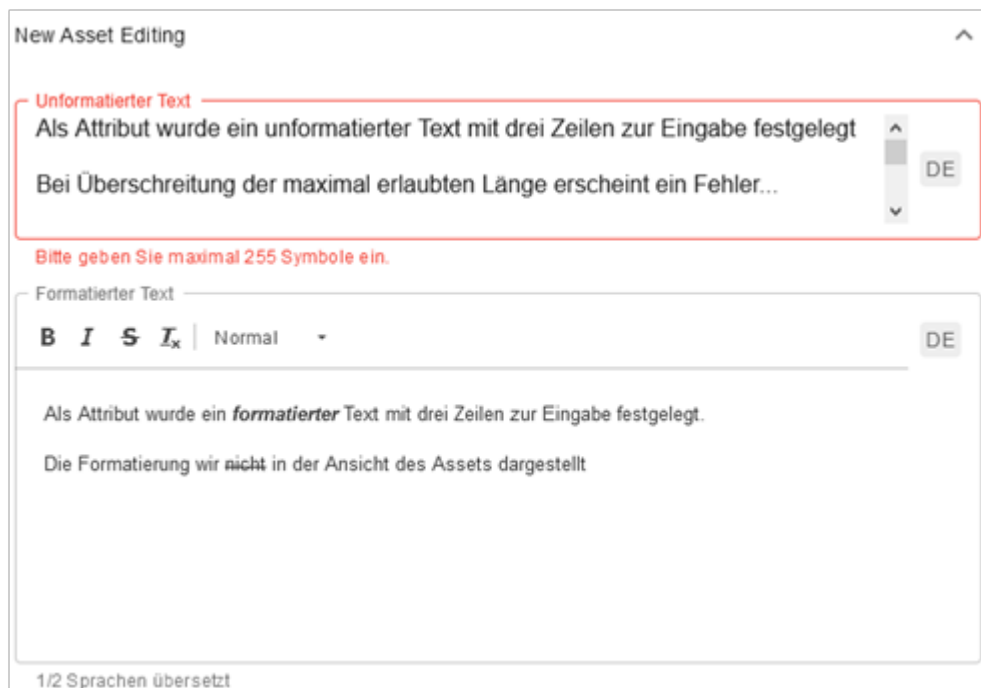 New Asset Editing
Unformatierter Text
Als Attribut wurde ein unformatierter Text mit drei Zeilen zur Eingabe festgelegt
Bei Überschreitung der maximal erlaubten Länge erscheint ein Fehler...
DE
Bitte geben Sie maximal 255 Symbole ein.
Formatierter Text
B I S Tx Normal
DE
Als Attribut wurde ein formatierter Text mit drei Zeilen zur Eingabe festgelegt.
Die Formatierung wir nicht in der Ansicht des Assets dargestellt
1/2 Sprachen übersetzt